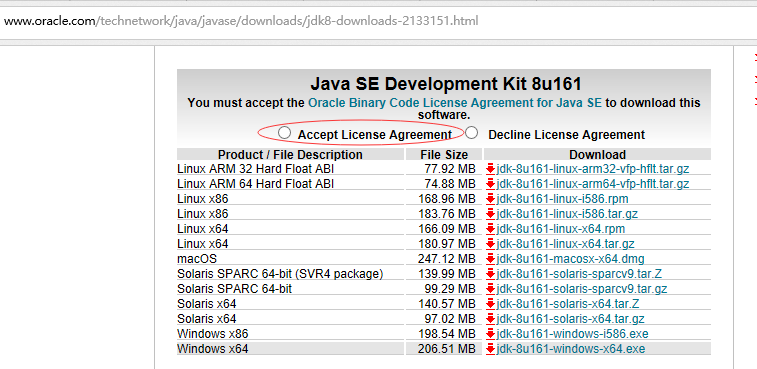 www.oracle.com/technetwork/java/javase/downloads/jdk8-downloads-2133151.html
Java SE Development Kit 8u161
You must accept the Oracle Binary Code License Agreement for Java SE to download this
software.
Accept License Agreement Decline License Agreement
Product / File Description File Size Download
Linux ARM 32 Hard Float ABI 77.92 MB jdk-8u161-linux-arm32-vfp-hflt.tar.gz
Linux ARM 64 Hard Float ABI 74.88 MB jdk-8u161-linux-arm64-vfp-hflt.tar.gz
Linux x86 168.96 MB jdk-8u161-linux-i586.rpm
Linux x86 183.76 MB jdk-8u161-linux-i586.tar.gz
Linux x64 166.09 MB jdk-8u161-linux-x64.rpm
Linux x64 180.97 MB jdk-8u161-linux-x64.tar.gz
macOS 247.12 MB jdk-8u161-macosx-x64.dmg
Solaris SPARC 64-bit (SVR4 package) 139.99 MB jdk-8u161-solaris-sparcv9.tar.Z
Solaris SPARC 64-bit 99.29 MB jdk-8u161-solaris-sparcv9.tar.gz
Solaris x64 140.57 MB jdk-8u161-solaris-x64.tar.Z
Solaris x64 97.02 MB jdk-8u161-solaris-x64.tar.gz
Windows x86 198.54 MB jdk-8u161-windows-i586.exe
Windows x64 206.51 MB jdk-8u161-windows-x64.exe